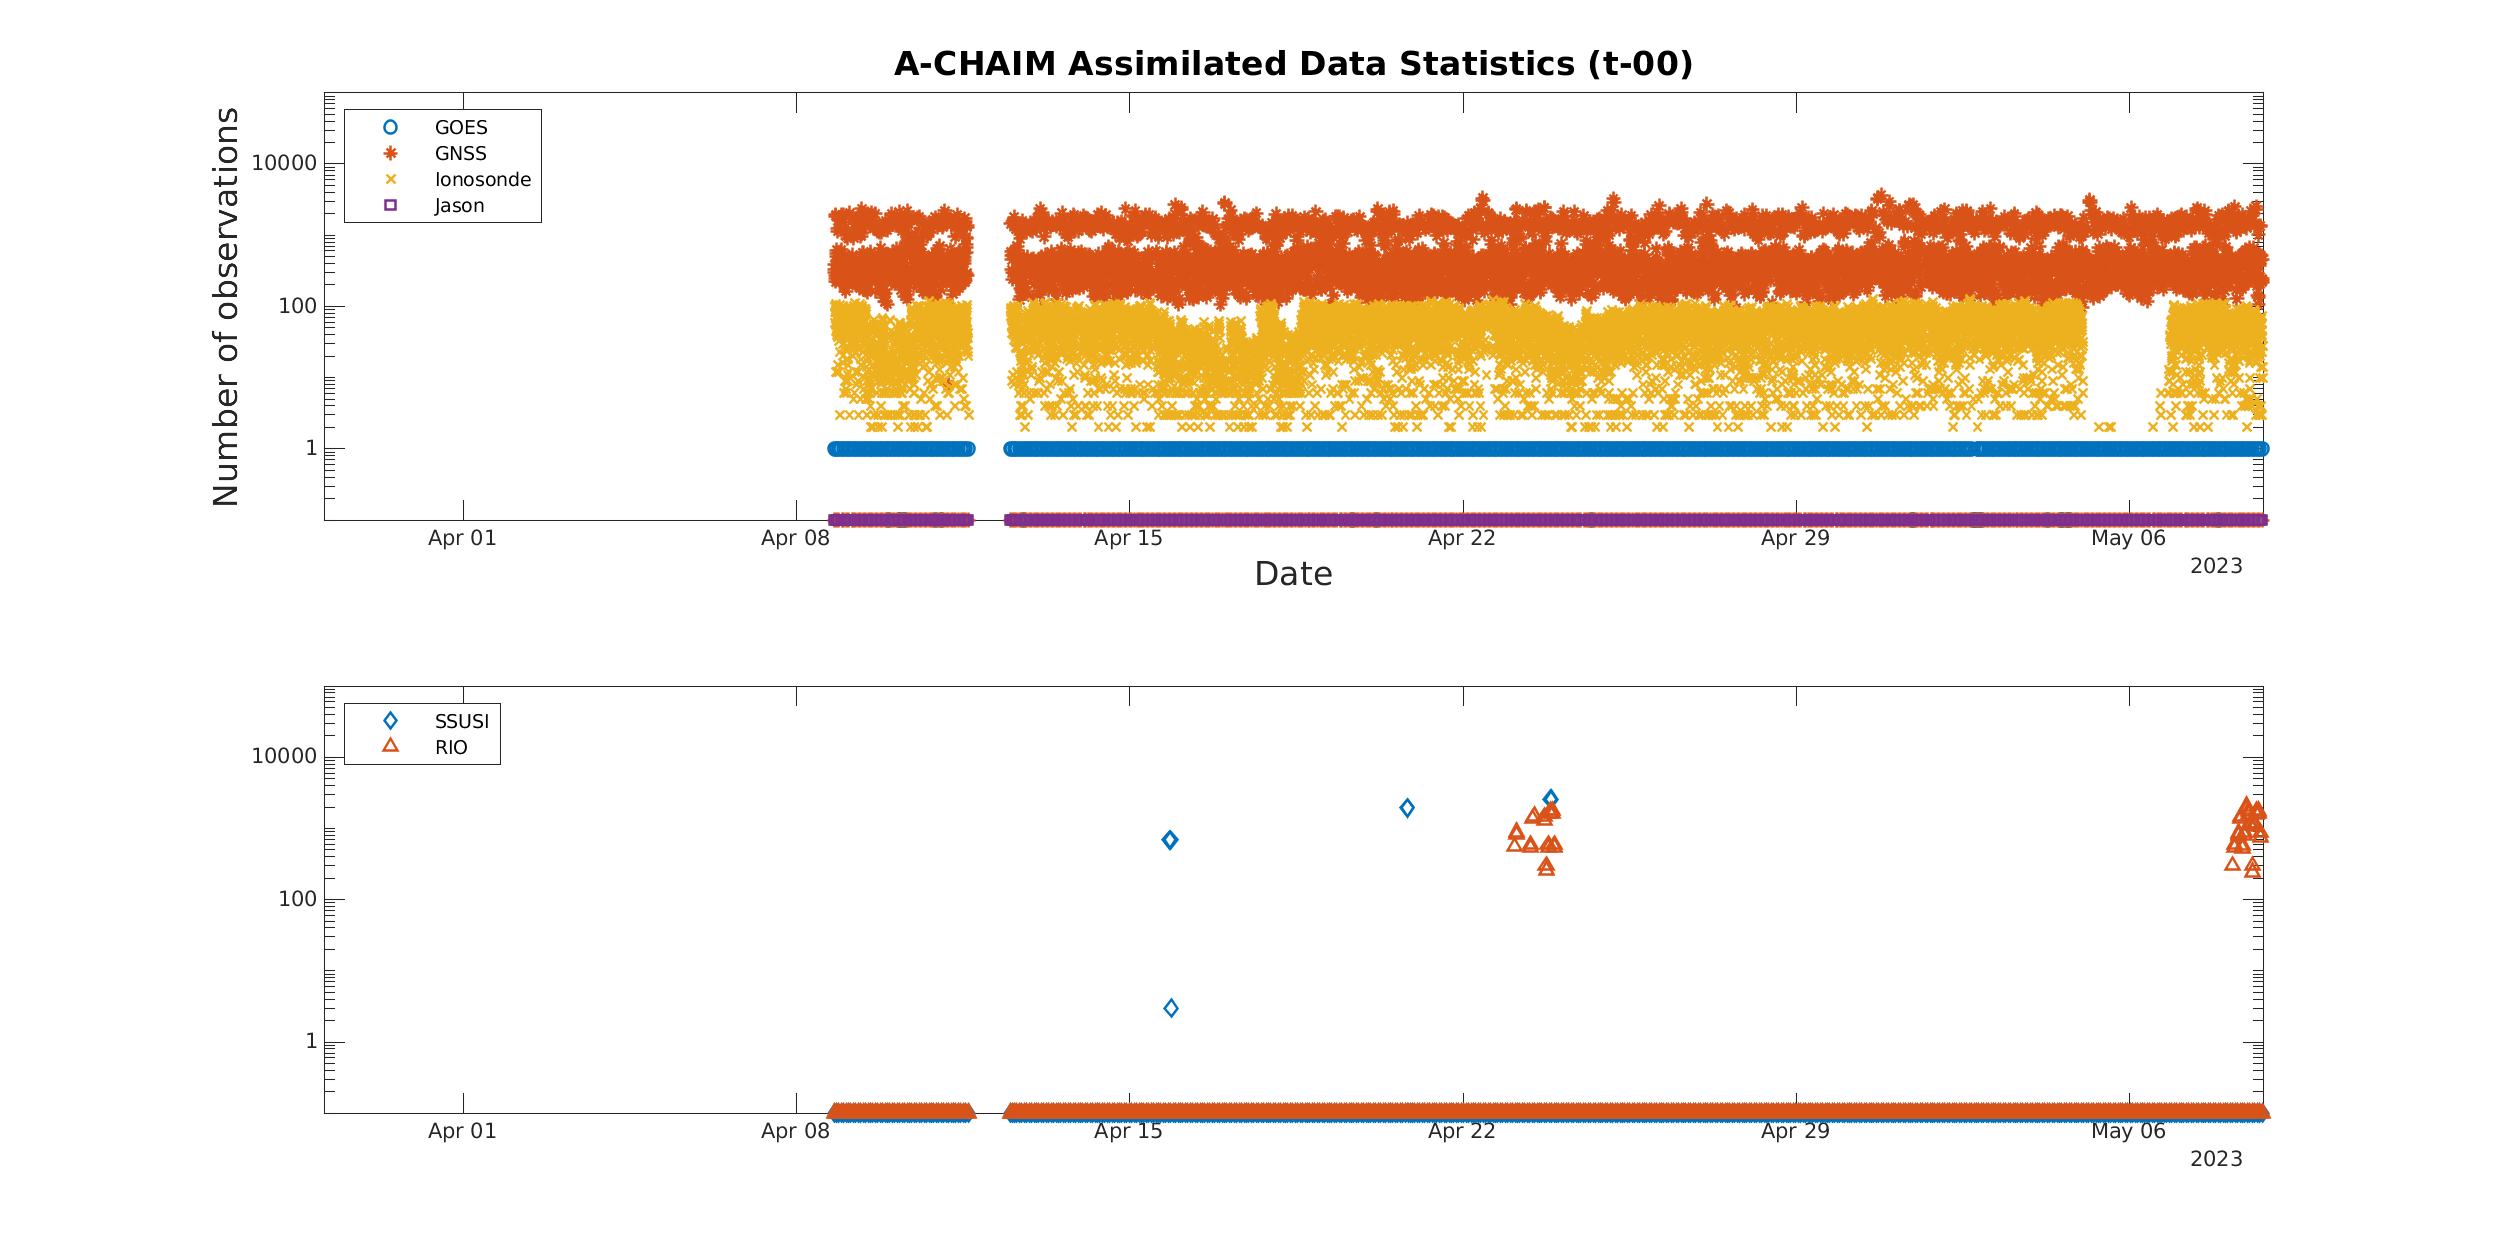 A-CHAIM Assimilated Data Statistics (t-00)
Number of observations
10000
100
1
GOES
GNSS
Ionosonde
Jason
Apr 01 Apr 08 Apr 15 Apr 22 Apr 29 May 06
2023
Date
10000
100
1
SSUSI
RIO
Apr 01 Apr 08 Apr 15 Apr 22 Apr 29 May 06
2023